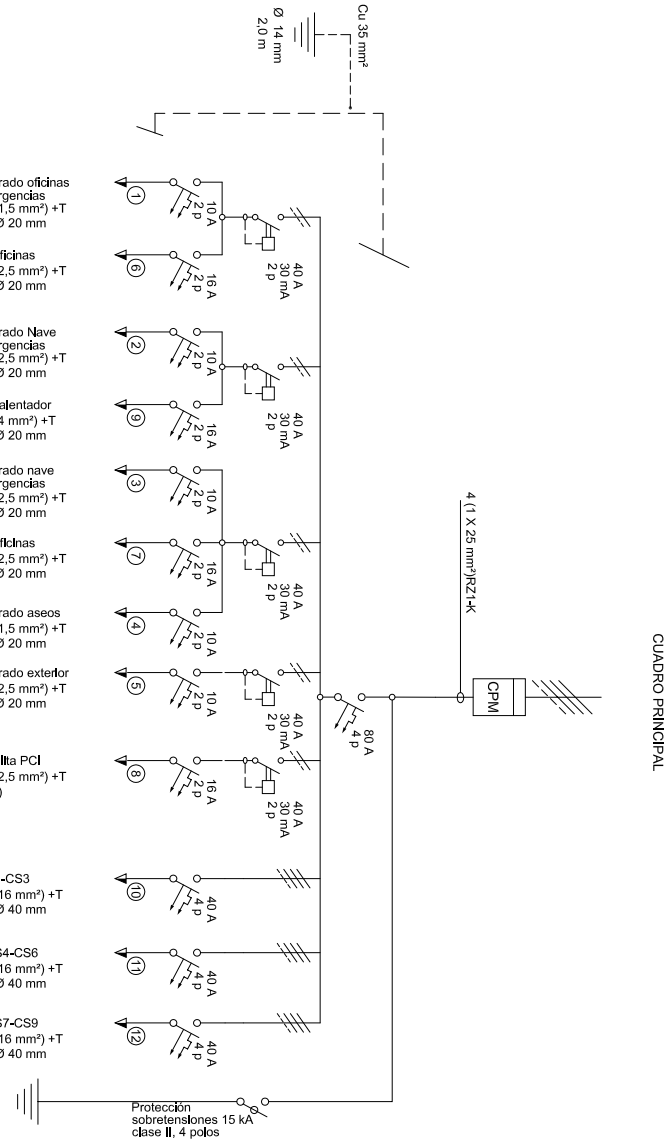 CUADRO PRINCIPAL
CPM
4 (1 X 25 mm²)RZ1-K
80 A
4 p
Cu 35 mm²
Ø 14 mm
2,0 m
40 A
30 mA
2 p
40 A
30 mA
2 p
40 A
30 mA
2 p
40 A
30 mA
2 p
40 A
30 mA
2 p
10 A
2 p
1
16 A
2 p
6
10 A
2 p
2
16 A
2 p
9
10 A
2 p
3
16 A
2 p
7
10 A
2 p
4
10 A
2 p
5
16 A
2 p
8
40 A
4 p
10
40 A
4 p
11
40 A
4 p
12
rado oficinas
rgencias
1,5 mm²) +T
Ø 20 mm
ficinas
2,5 mm²) +T
Ø 20 mm
rado Nave
rgencias
2,5 mm²) +T
Ø 20 mm
alentador
4 mm²) +T
Ø 20 mm
rado nave
rgencias
2,5 mm²) +T
Ø 20 mm
ficinas
2,5 mm²) +T
Ø 20 mm
rado aseos
1,5 mm²) +T
Ø 20 mm
rado exterior
2,5 mm²) +T
Ø 20 mm
lita PCI
2,5 mm²) +T
)
-CS3
16 mm²) +T
Ø 40 mm
S4-CS6
16 mm²) +T
Ø 40 mm
S7-CS9
16 mm²) +T
Ø 40 mm
Protección
sobretensiones 15 kA
clase II, 4 polos